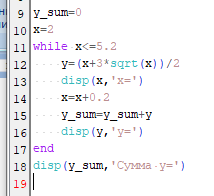 9 y_sum=0
10 x=2
11 while x<=5.2
12 y=(x+3*sqrt(x))/2
13 disp(x,'x=')
14 x=x+0.2
15 y_sum=y_sum+y
16 disp(y,'y=')
17 end
18 disp(y_sum,'Сумма y=')
19